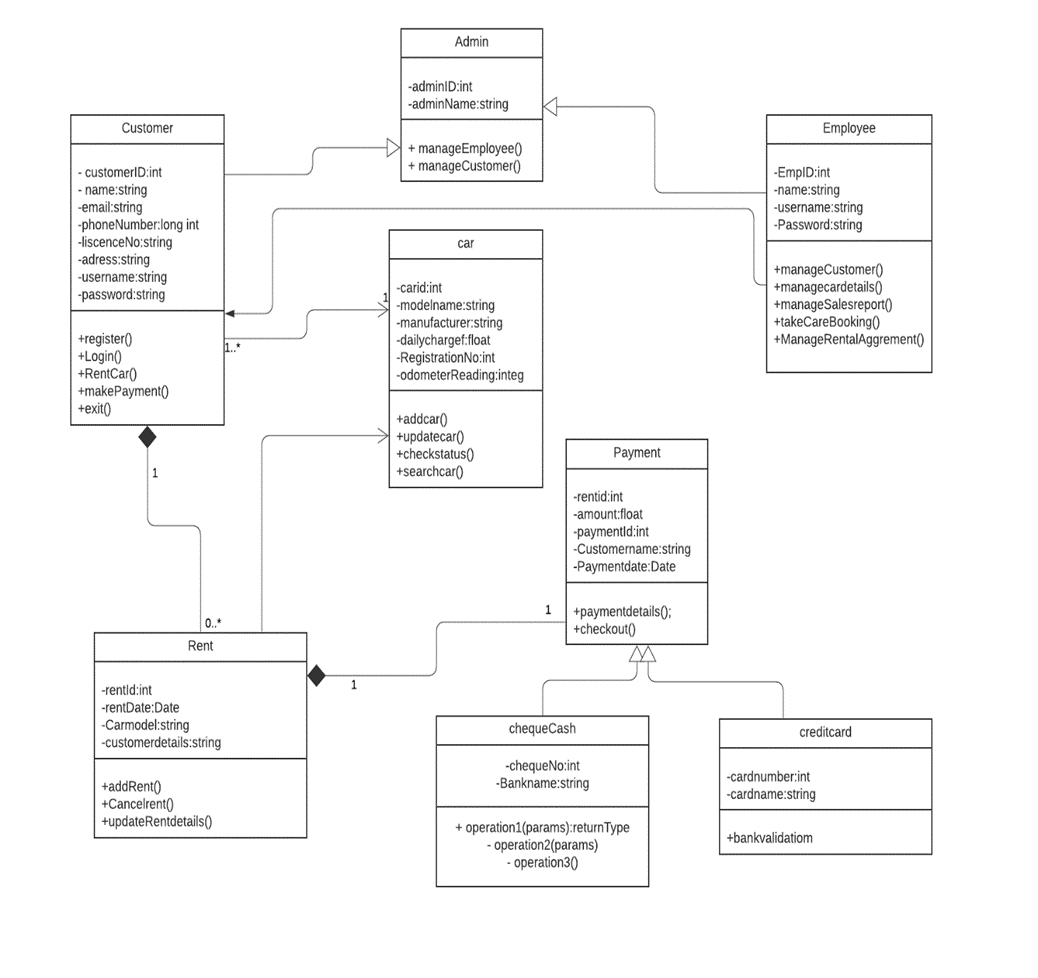 Admin
-adminID:int
-adminName:string
+ manageEmployee()
+ manageCustomer()
Customer
- customerID:int
- name:string
-email:string
-phoneNumber:long int
-liscenceNo:string
-adress:string
-username:string
-password:string
+register()
+Login()
+RentCar()
+makePayment()
+exit()
Employee
-EmpID:int
-name:string
-username:string
-Password:string
+manageCustomer()
+managecardetails()
+manageSalesreport()
+takeCareBooking()
+ManageRentalAggrement()
car
-carid:int
-modelname:string
-manufacturer:string
-dailychargef:float
-RegistrationNo:int
-odometerReading:integ
+addcar()
+updatecar()
+checkstatus()
+searchcar()
1
1..*
1
0..*
Payment
-rentid:int
-amount:float
-paymentId:int
-Customername:string
-Paymentdate:Date
+paymentdetails();
+checkout()
1
1
Rent
-rentId:int
-rentDate:Date
-Carmodel:string
-customerdetails:string
+addRent()
+Cancelrent()
+updateRentdetails()
chequeCash
-chequeNo:int
-Bankname:string
+ operation1(params):returnType
- operation2(params)
- operation3()
creditcard
-cardnumber:int
-cardname:string
+bankvalidatiom